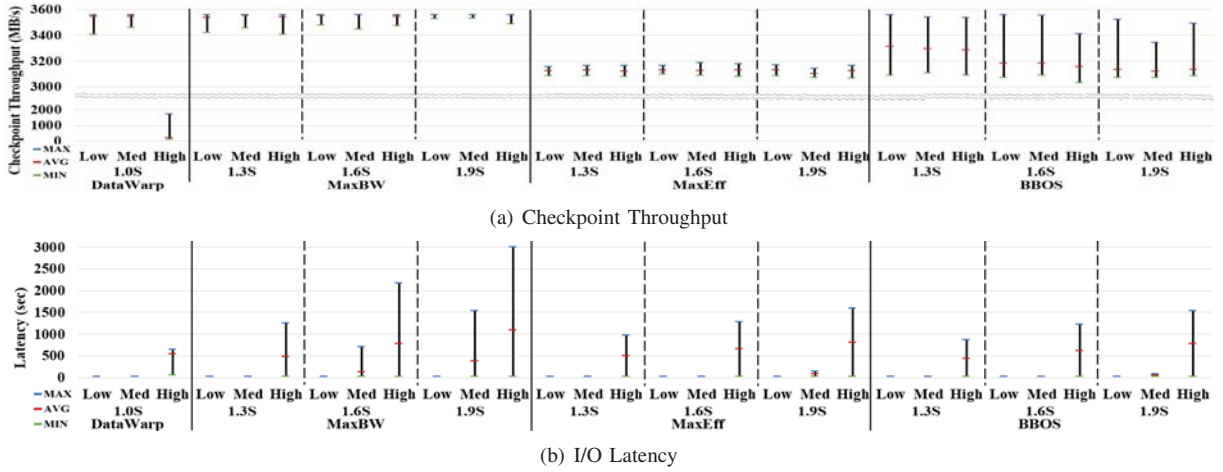 Checkpoint Throughput (MB/s)
3600
3400
3200
3000
2000
1000
0
MAX
AVG
MIN
Low Med High Low Med High Low Med High Low Med High Low Med High Low Med High Low Med High Low Med High Low Med High Low Med High
1.0S 1.3S 1.6S 1.9S 1.3S 1.6S 1.9S 1.3S 1.6S 1.9S
DataWarp MaxBW MaxEff BBOS
(a) Checkpoint Throughput
Latency (sec)
3000
2500
2000
1500
1000
500
0
MAX
AVG
MIN
Low Med High Low Med High Low Med High Low Med High Low Med High Low Med High Low Med High Low Med High Low Med High Low Med High
1.0S 1.3S 1.6S 1.9S 1.3S 1.6S 1.9S 1.3S 1.6S 1.9S
DataWarp MaxBW MaxEff BBOS
(b) I/O Latency